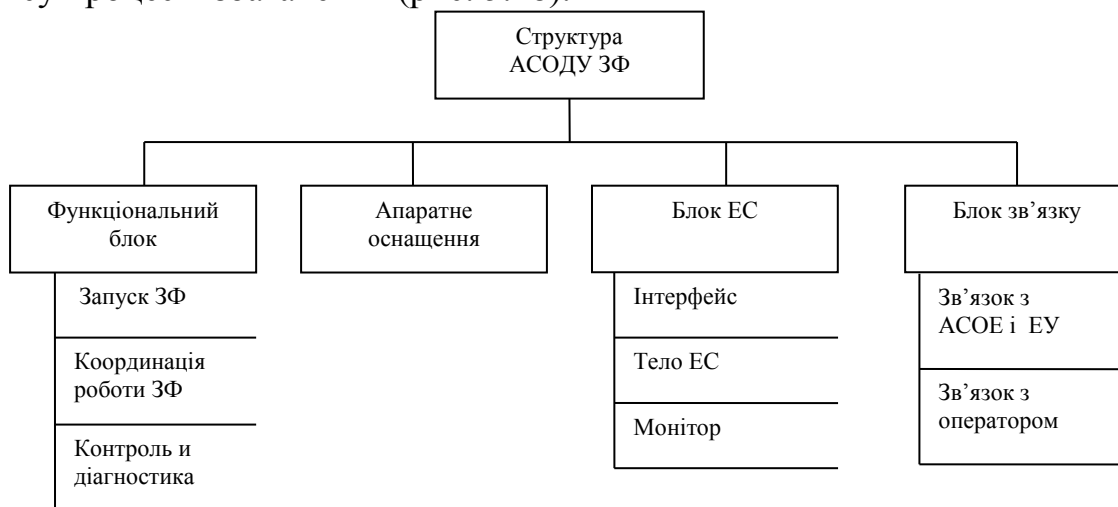 Структура
АСОДУ ЗФ
Функціональний
блок
Апаратне
оснащення
Блок ЕС
Блок зв’язку
Запуск ЗФ
Координація
роботи ЗФ
Контроль и
діагностика
Інтерфейс
Тело ЕС
Монітор
Зв’язок з
АСОЕ і ЕУ
Зв’язок з
оператором